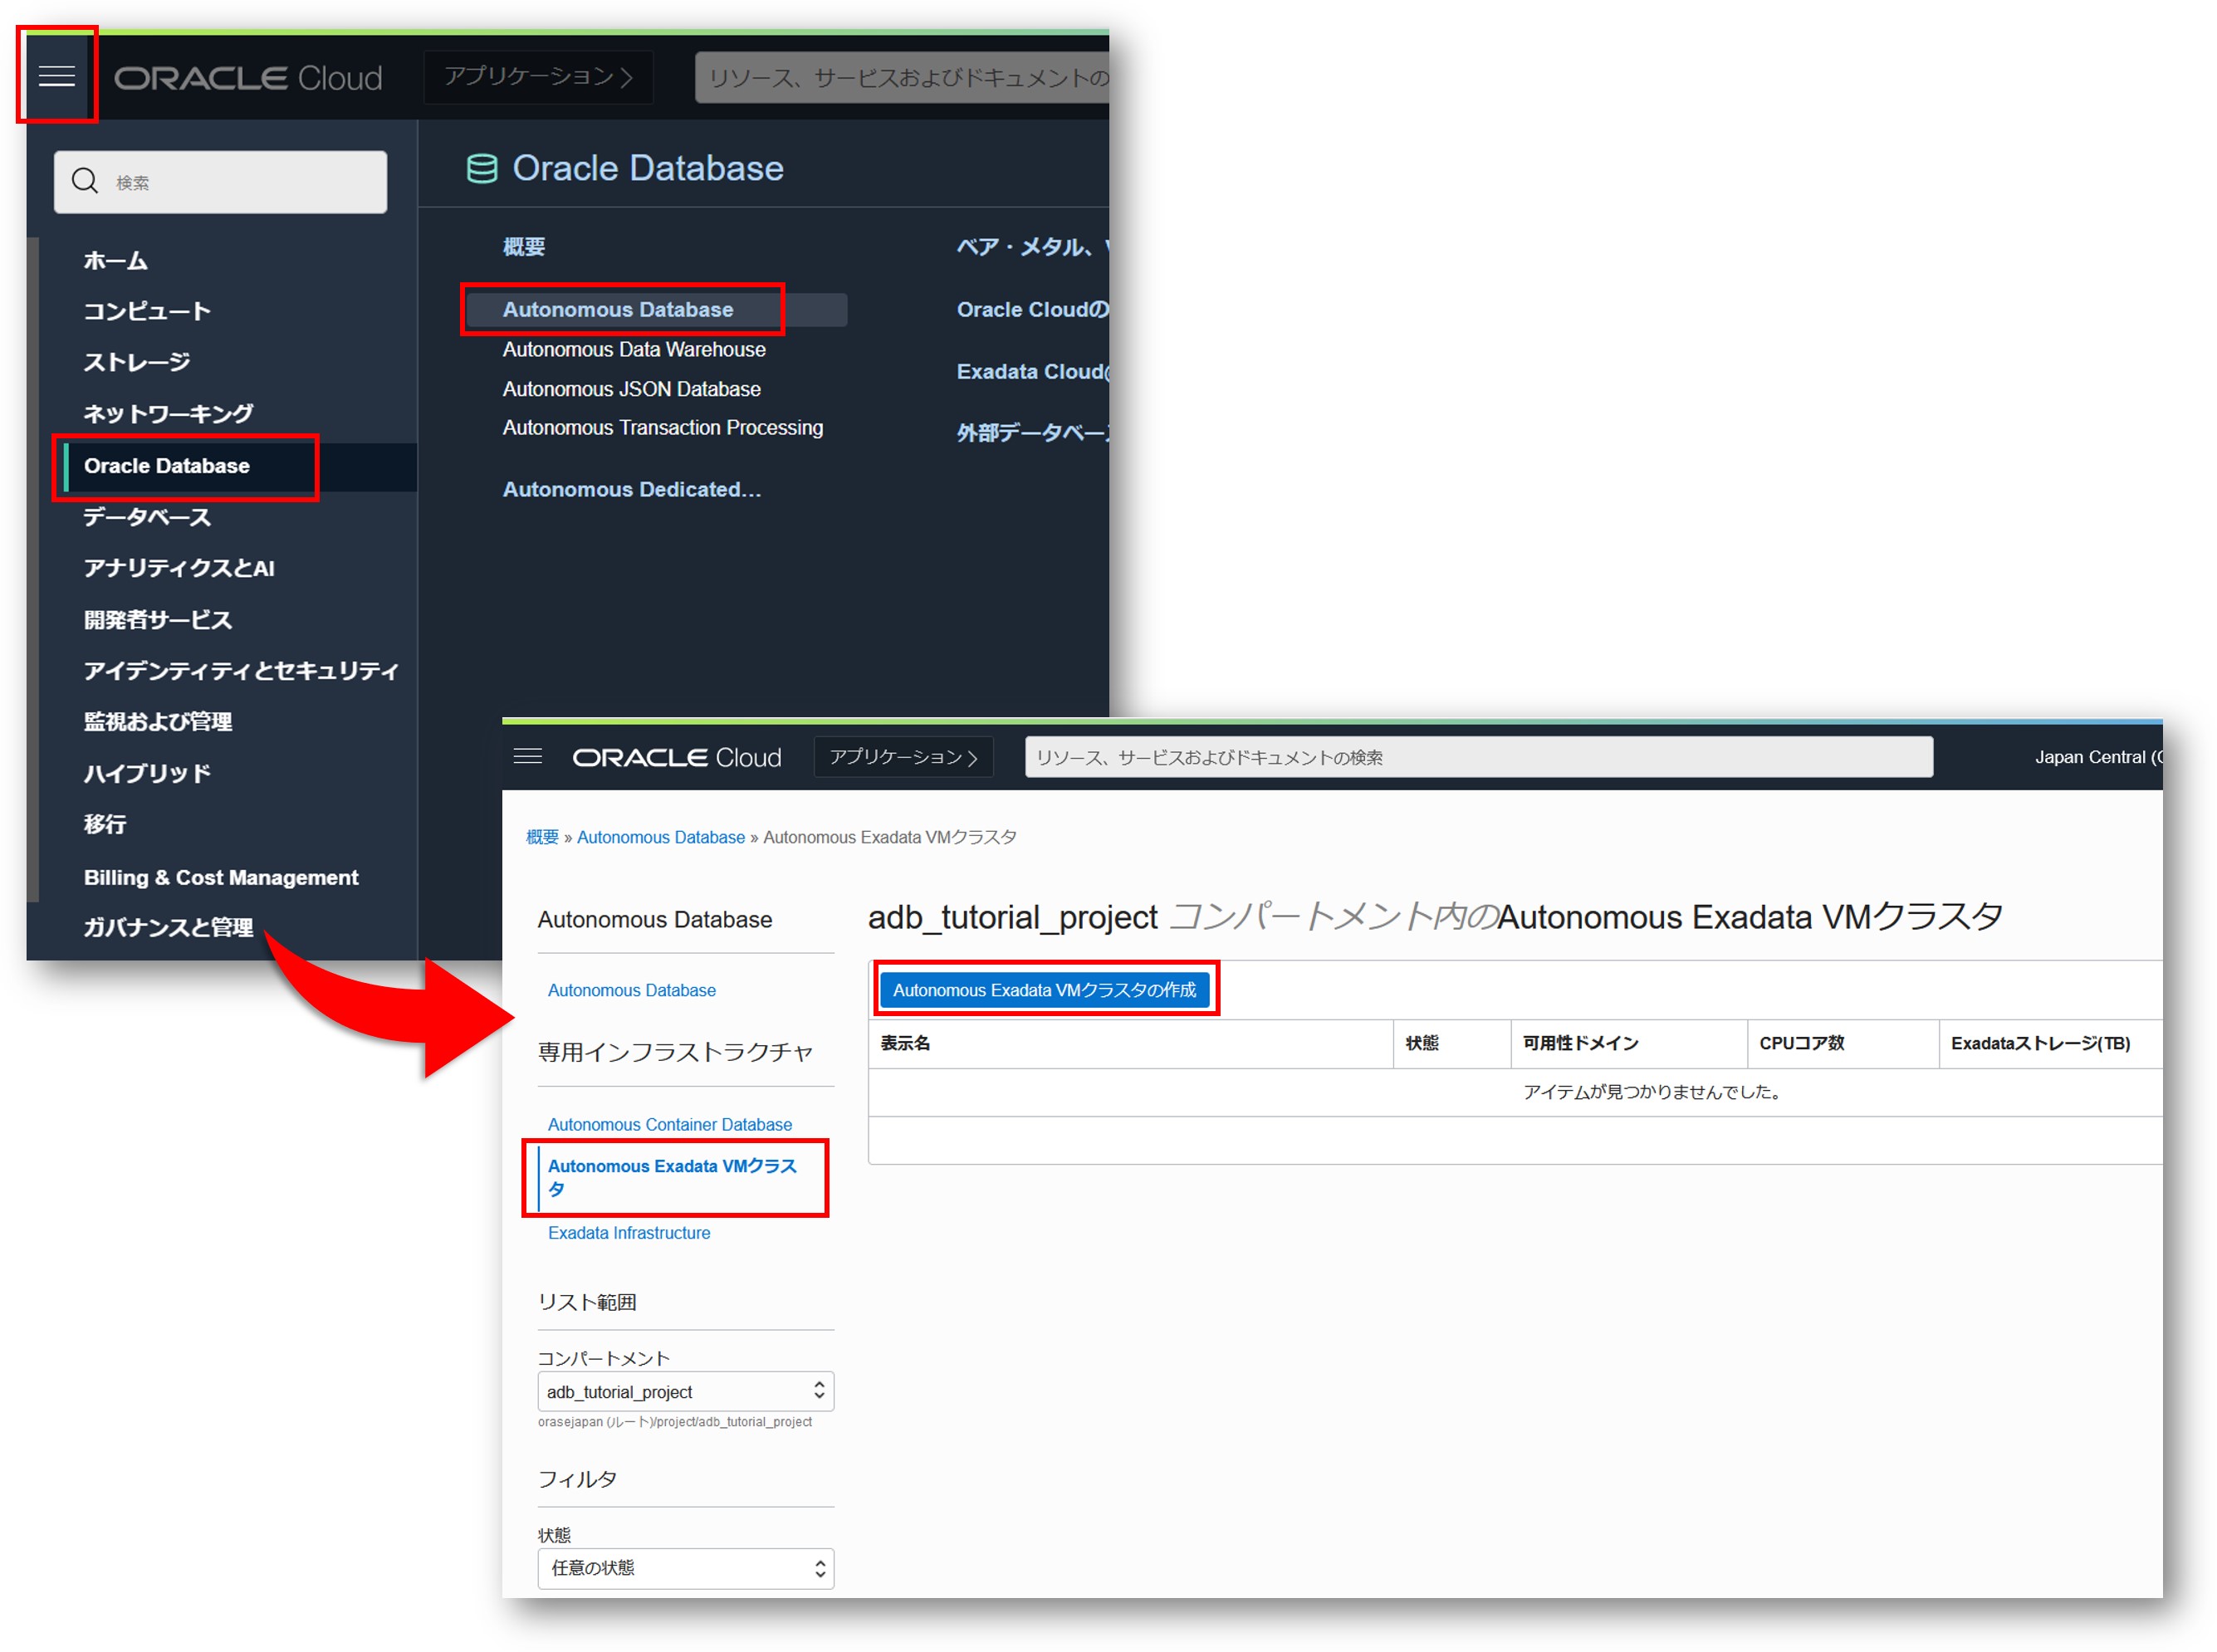 ORACLE Cloud
アプリケーション
リソース、サービスおよびドキュメントの
検索
ホーム
コンピュート
ストレージ
ネットワーキング
Oracle Database
データベース
アナリティクスとAI
開発者サービス
アイデンティティとセキュリティ
監視および管理
ハイブリッド
移行
Billing & Cost Management
ガバナンスと管理
Oracle Database
概要
Autonomous Database
Autonomous Data Warehouse
Autonomous JSON Database
Autonomous Transaction Processing
Autonomous Dedicated...
ベア・メタル、
Oracle Cloudの
Exadata Cloud@
外部データベース
ORACLE Cloud
アプリケーション
リソース、サービスおよびドキュメントの検索
Japan Central (
概要 » Autonomous Database » Autonomous Exadata VMクラスタ
Autonomous Database
Autonomous Database
専用インフラストラクチャ
Autonomous Container Database
Autonomous Exadata VMクラス
タ
Exadata Infrastructure
リスト範囲
コンパートメント
adb_tutorial_project
orasejapan (ルート)/project/adb_tutorial_project
フィルタ
状態
任意の状態
adb_tutorial_project コンパートメント内のAutonomous Exadata VMクラスタ
Autonomous Exadata VMクラスタの作成
表示名 状態 可用性ドメイン CPUコア数 Exadataストレージ(TB)
アイテムが見つかりませんでした。